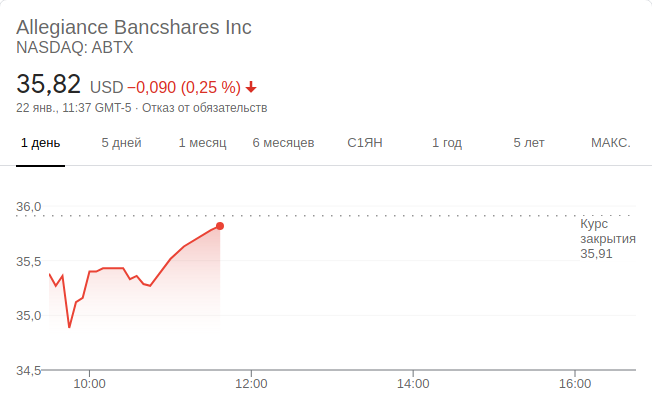 Allegiance Bancshares Inc
NASDAQ: ABTX
35,82 USD −0,090 (0,25 %)
22 янв., 11:37 GMT-5 · Отказ от обязательств
1 день 5 дней 1 месяц 6 месяцев С1ЯН 1 год 5 лет МАКС.
36,0
Курс
закрытия
35,91
35,5
35,0
34,5
10:00 12:00 14:00 16:00